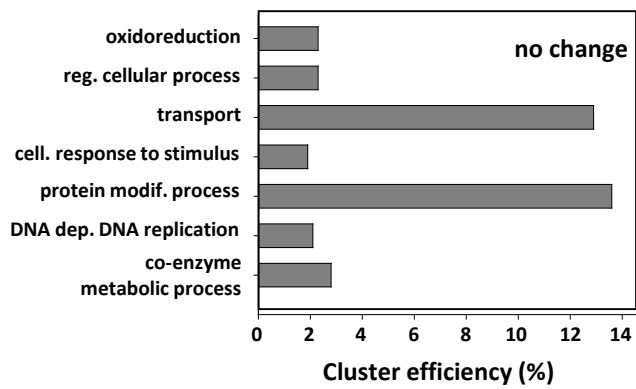 oxidoreduction
no change
reg. cellular process
transport
cell. response to stimulus
protein modif. process
DNA dep. DNA replication
co-enzyme
metabolic process
0 2 4 6 8 10 12 14
Cluster efficiency (%)